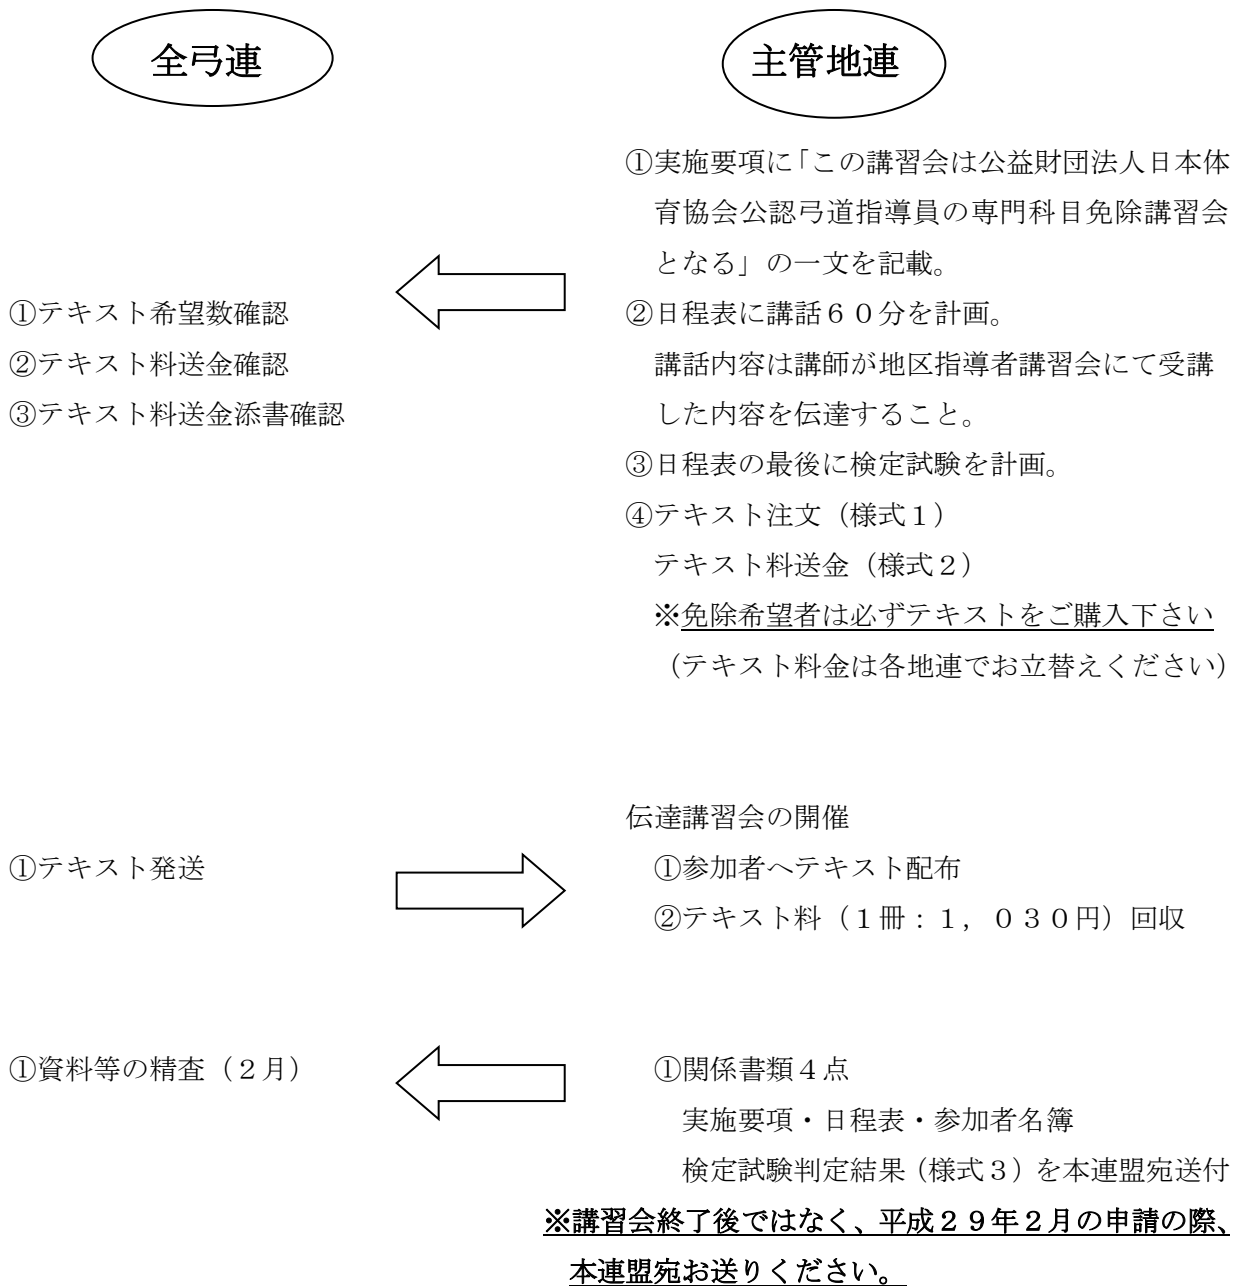 全弓連
主管地連
①実施要項に「この講習会は公益財団法人日本体
育協会公認弓道指導員の専門科目免除講習会
となる」の一文を記載。
①テキスト希望数確認
②日程表に講話６０分を計画。
②テキスト料送金確認
講話内容は講師が地区指導者講習会にて受講
③テキスト料送金添書確認
した内容を伝達すること。
③日程表の最後に検定試験を計画。
④テキスト注文（様式１）
テキスト料送金（様式２）
※免除希望者は必ずテキストをご購入下さい
（テキスト料金は各地連でお立替えください）
伝達講習会の開催
①テキスト発送
①参加者へテキスト配布
②テキスト料（１冊：１，０３０円）回収
①資料等の精査（２月）
①関係書類４点
実施要項・日程表・参加者名簿
検定試験判定結果（様式３）を本連盟宛送付
※講習会終了後ではなく、平成２９年２月の申請の際、
本連盟宛お送りください。